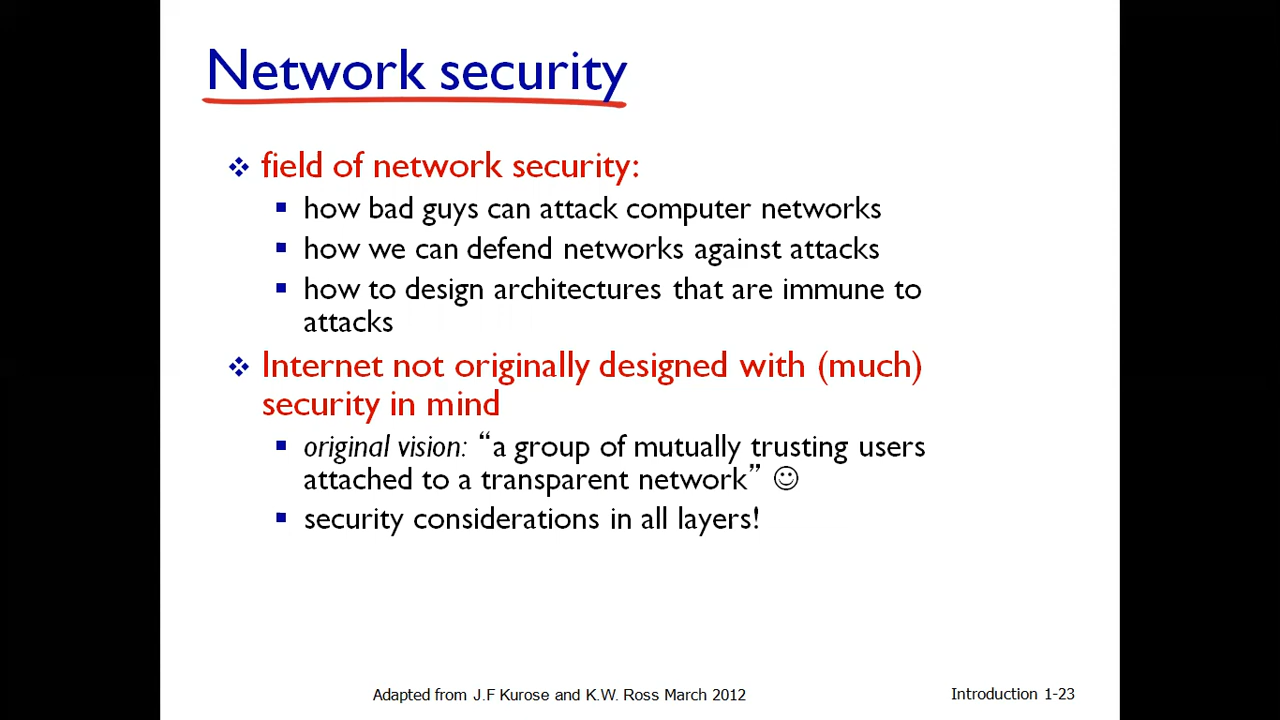 Network security
field of network security:
how bad guys can attack computer networks
how we can defend networks against attacks
how to design architectures that are immune to
attacks
Internet not originally designed with (much)
security in mind
original vision: “a group of mutually trusting users
attached to a transparent network” ☺
security considerations in all layers!
Adapted from J.F Kurose and K.W. Ross March 2012
Introduction 1-23